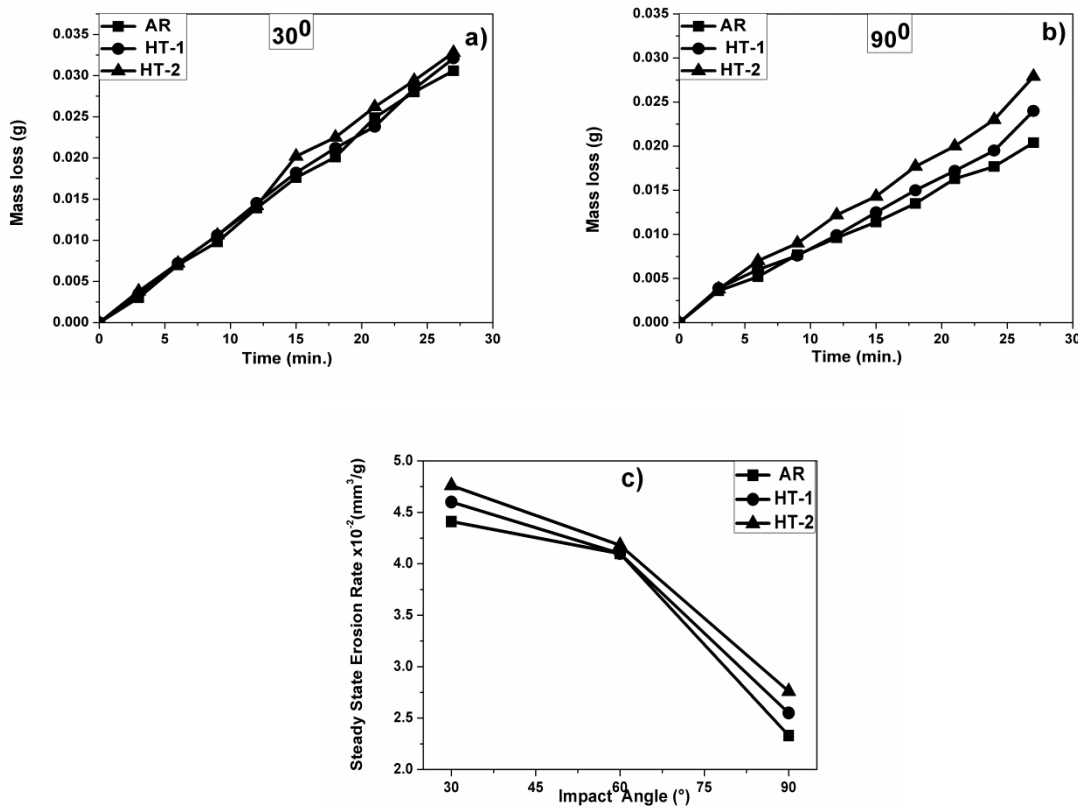 AR
HT-1
HT-2
30⁰
a)
0.035
0.030
0.025
0.020
0.015
0.010
0.005
0.000
Mass loss (g)
0 5 10 15 20 25 30
Time (min.)
AR
HT-1
HT-2
90⁰
b)
0.035
0.030
0.025
0.020
0.015
0.010
0.005
0.000
Mass loss (g)
0 5 10 15 20 25 30
Time (min.)
c)
AR
HT-1
HT-2
5.0
4.5
4.0
3.5
3.0
2.5
2.0
Steady State Erosion Rate x10⁻²(mm³/g)
30 45 60 75 90
Impact Angle (°)